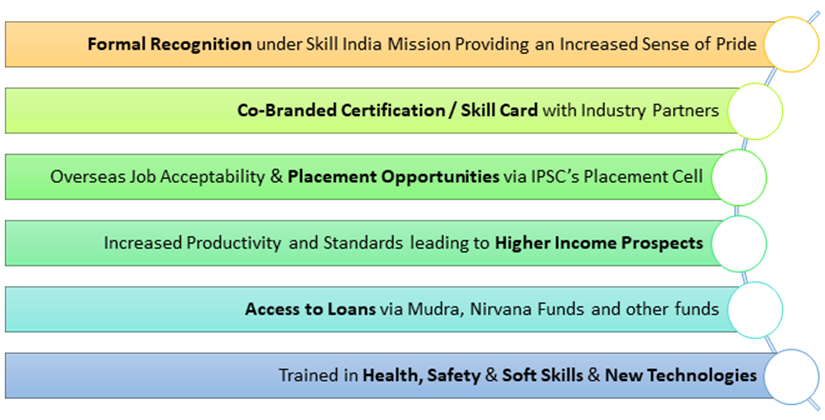 Formal Recognition under Skill India Mission Providing an Increased Sense of Pride
Co-Branded Certification / Skill Card with Industry Partners
Overseas Job Acceptability & Placement Opportunities via IPSC's Placement Cell
Increased Productivity and Standards leading to Higher Income Prospects
Access to Loans via Mudra, Nirvana Funds and other funds
Trained in Health, Safety & Soft Skills & New Technologies